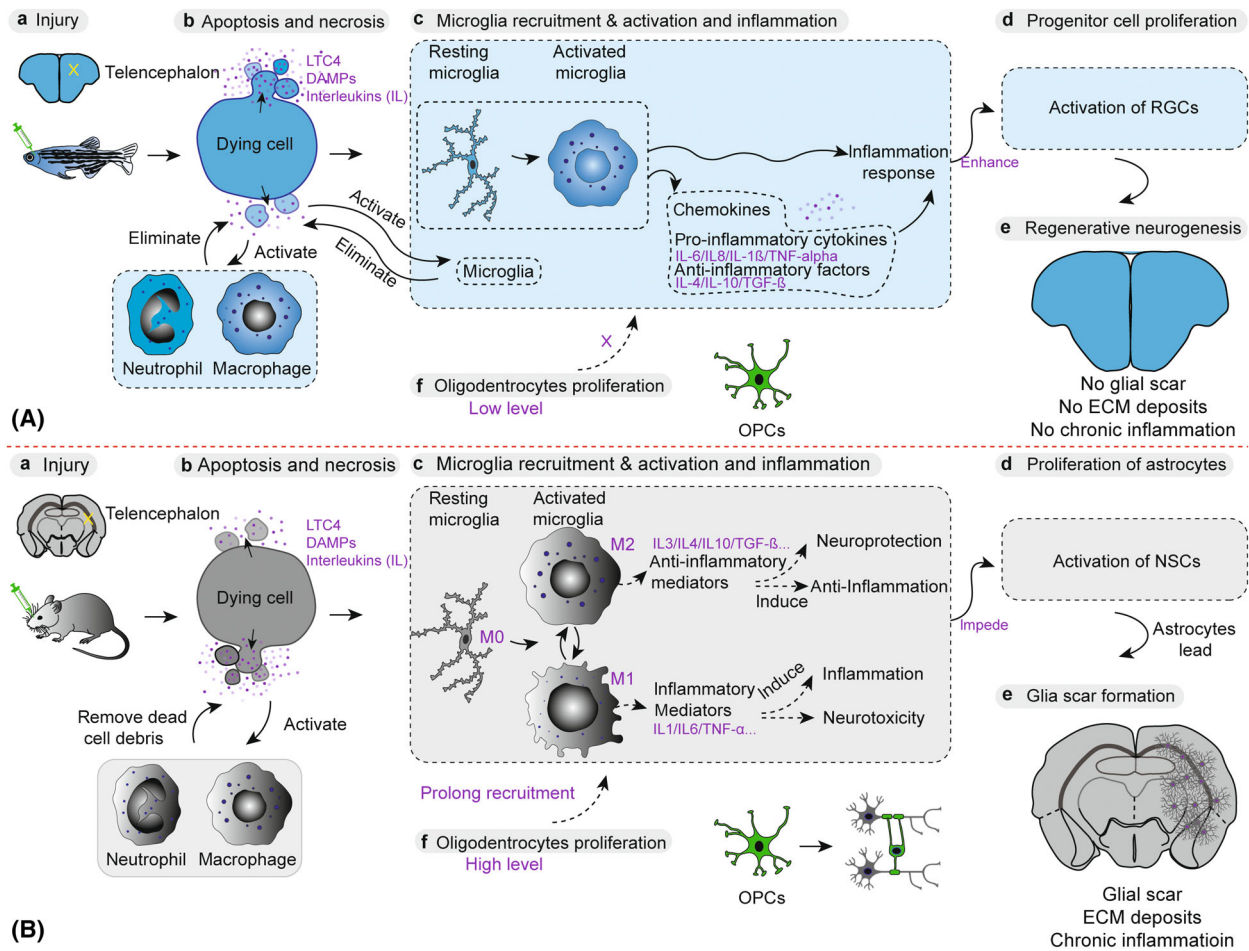 a Injury
b Apoptosis and necrosis
c Microglia recruitment & activation and inflammation
d Progenitor cell proliferation
Telencephalon
LTC4
DAMPs
Interleukins (IL)
Dying cell
Eliminate
Activate
Neutrophil
Macrophage
Activate
Eliminate
Resting
microglia
Activated
microglia
Microglia
Chemokines
Pro-inflammatory cytokines
IL-6/IL8/IL-1ß/TNF-alpha
Anti-inflammatory factors
IL-4/IL-10/TGF-ß
Inflammation
response
Enhance
Activation of RGCs
e Regenerative neurogenesis
No glial scar
No ECM deposits
No chronic inflammation
X
f Oligodentrocytes proliferation
Low level
OPCs
(A)
a Injury
b Apoptosis and necrosis
c Microglia recruitment & activation and inflammation
d Proliferation of astrocytes
Telencephalon
LTC4
DAMPs
Interleukins (IL)
Dying cell
Remove dead
cell debris
Activate
Neutrophil
Macrophage
Resting
microglia
Activated
microglia
M0
M2
IL3/IL4/IL10/TGF-ß...
Anti-inflammatory
mediators
Induce
Neuroprotection
Anti-Inflammation
M1
Inflammatory
Mediators
IL1/IL6/TNF-α...
Induce
Inflammation
Neurotoxicity
Impede
Activation of NSCs
Astrocytes
lead
e Glia scar formation
Glial scar
ECM deposits
Chronic inflammatioin
Prolong recruitment
f Oligodentrocytes proliferation
High level
OPCs
(B)